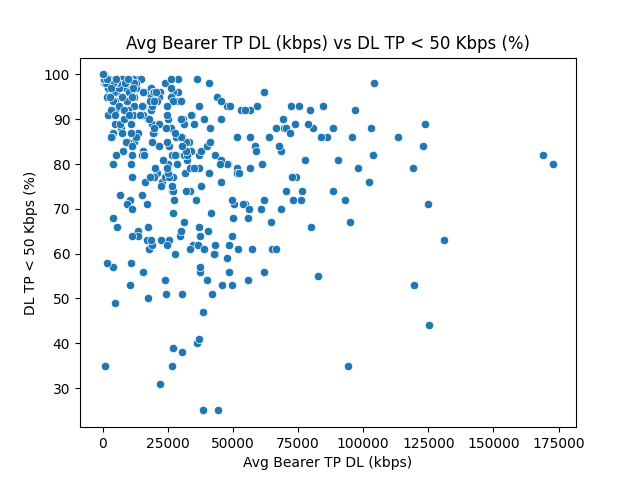 Avg Bearer TP DL (kbps) vs DL TP < 50 Kbps (%)
100
90
80
70
60
50
40
30
DL TP < 50 Kbps (%)
0 25000 50000 75000 100000 125000 150000 175000
Avg Bearer TP DL (kbps)